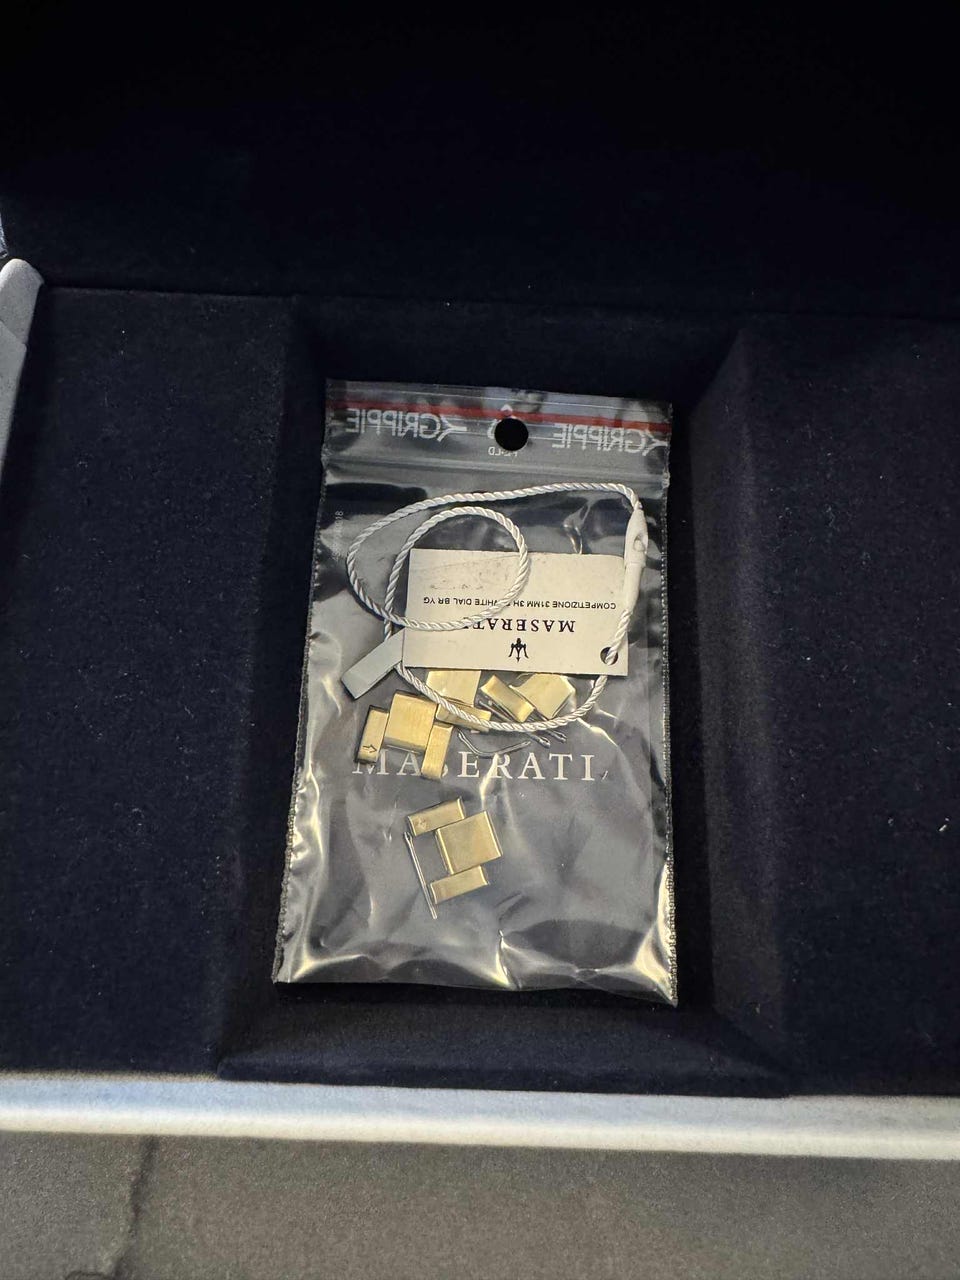 GRIPPIE
GRIPPIE
MASERATI
COMPETIZIONE 31MM 3H WHITE DIAL BR YG
MASERATI